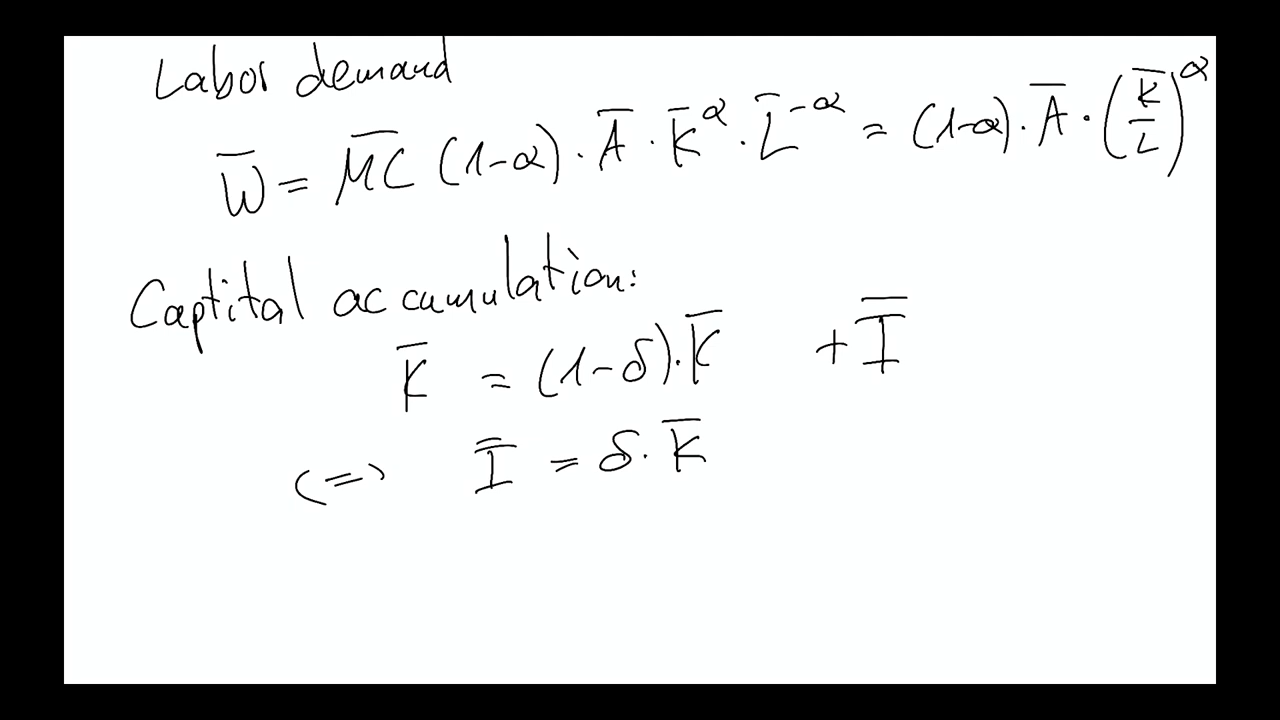 Labor demand
W̅ = M̅C̅ (1-α) · A̅ · K̅^α · L̅^-α = (1-α) · A̅ · (K̅/L̅)^α
Captital accumulation:
K̅ = (1-δ)·K̅ + I̅
(=> I̅ = δ · K̅